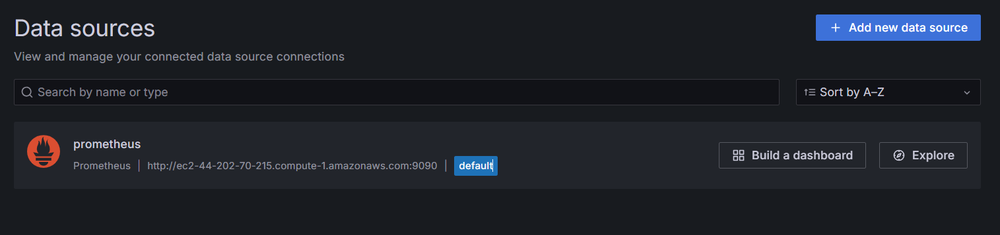 Data sources
+ Add new data source
View and manage your connected data source connections
Search by name or type
Sort by A–Z
prometheus
Prometheus | http://ec2-44-202-70-215.compute-1.amazonaws.com:9090 | default
Build a dashboard
Explore